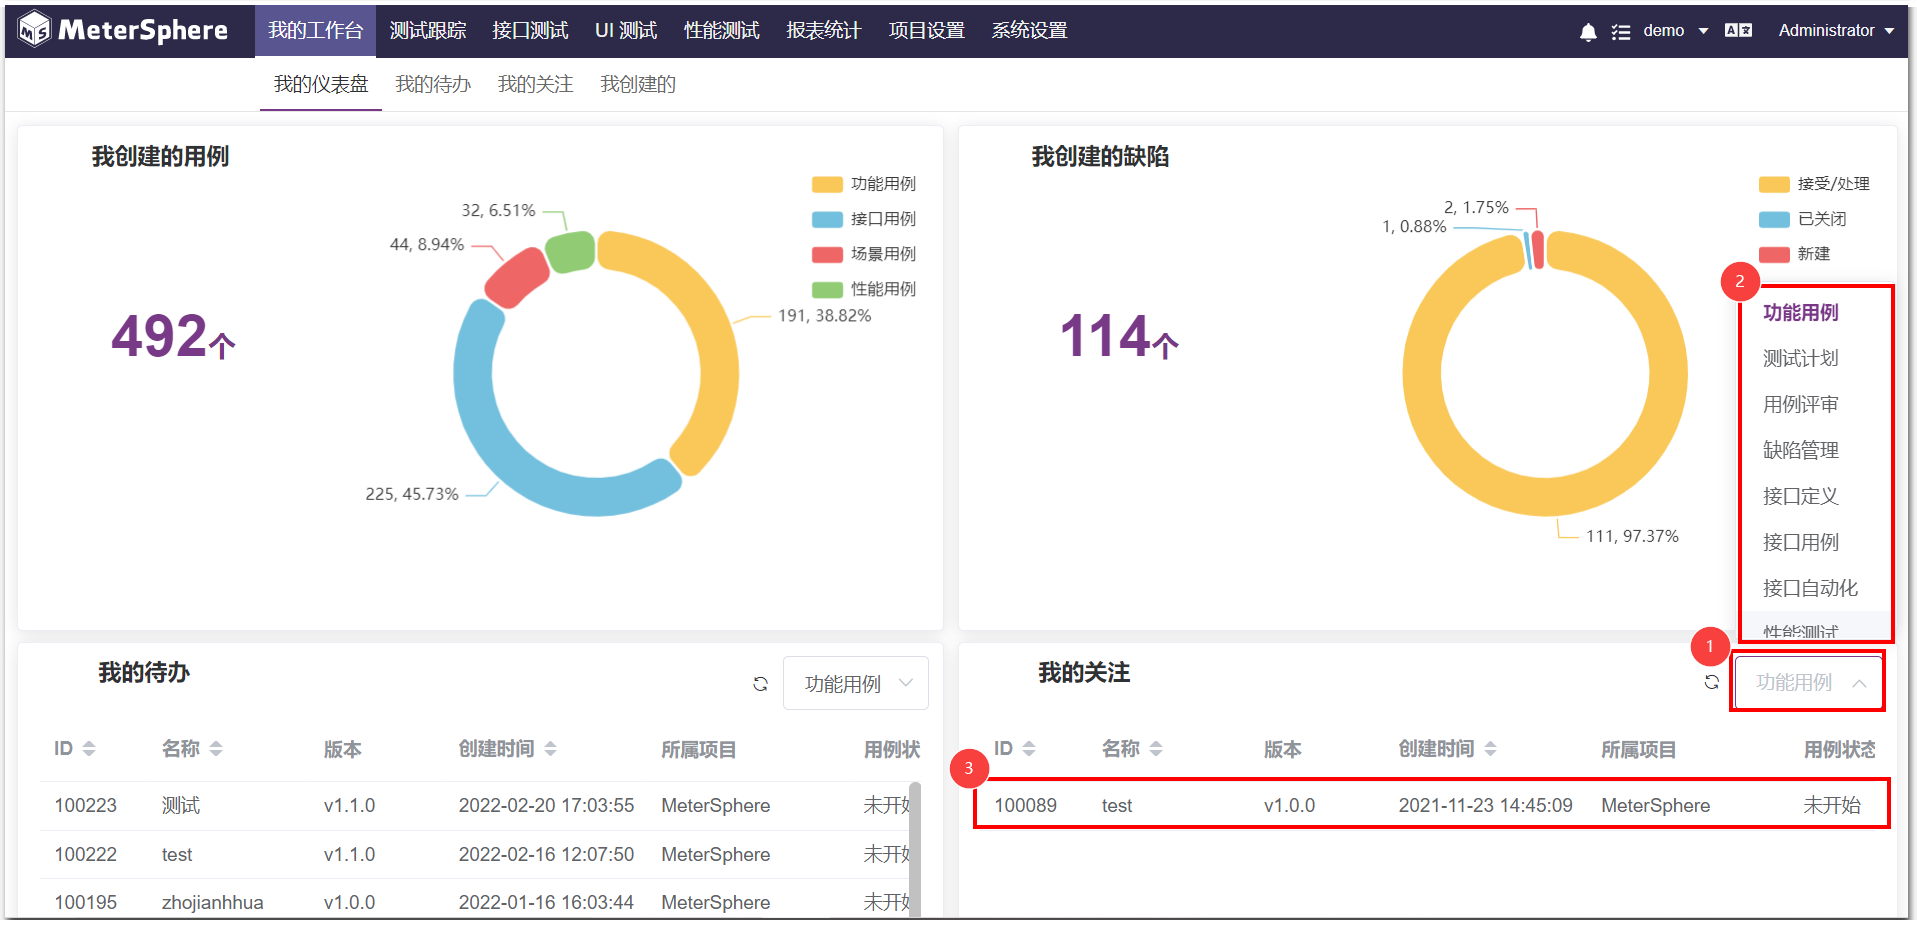 MeterSphere 我的工作台 测试跟踪 接口测试 UI 测试 性能测试 报表统计 项目设置 系统设置 demo Administrator
我的仪表盘 我的待办 我的关注 我创建的
我创建的用例
492个
功能用例
接口用例
场景用例
性能用例
32, 6.51%
44, 8.94%
191, 38.82%
225, 45.73%
我创建的缺陷
114个
接受/处理
已关闭
新建
2, 1.75%
1, 0.88%
111, 97.37%
2
功能用例
测试计划
用例评审
缺陷管理
接口定义
接口用例
接口自动化
性能测试
我的待办 功能用例
ID 名称 版本 创建时间 所属项目 用例状
100223 测试 v1.1.0 2022-02-20 17:03:55 MeterSphere 未开始
100222 test v1.1.0 2022-02-16 12:07:50 MeterSphere 未开始
100195 zhojianhhua v1.0.0 2022-01-16 16:03:44 MeterSphere 未开始
1
我的关注 功能用例
ID 名称 版本 创建时间 所属项目 用例状态
3
100089 test v1.0.0 2021-11-23 14:45:09 MeterSphere 未开始